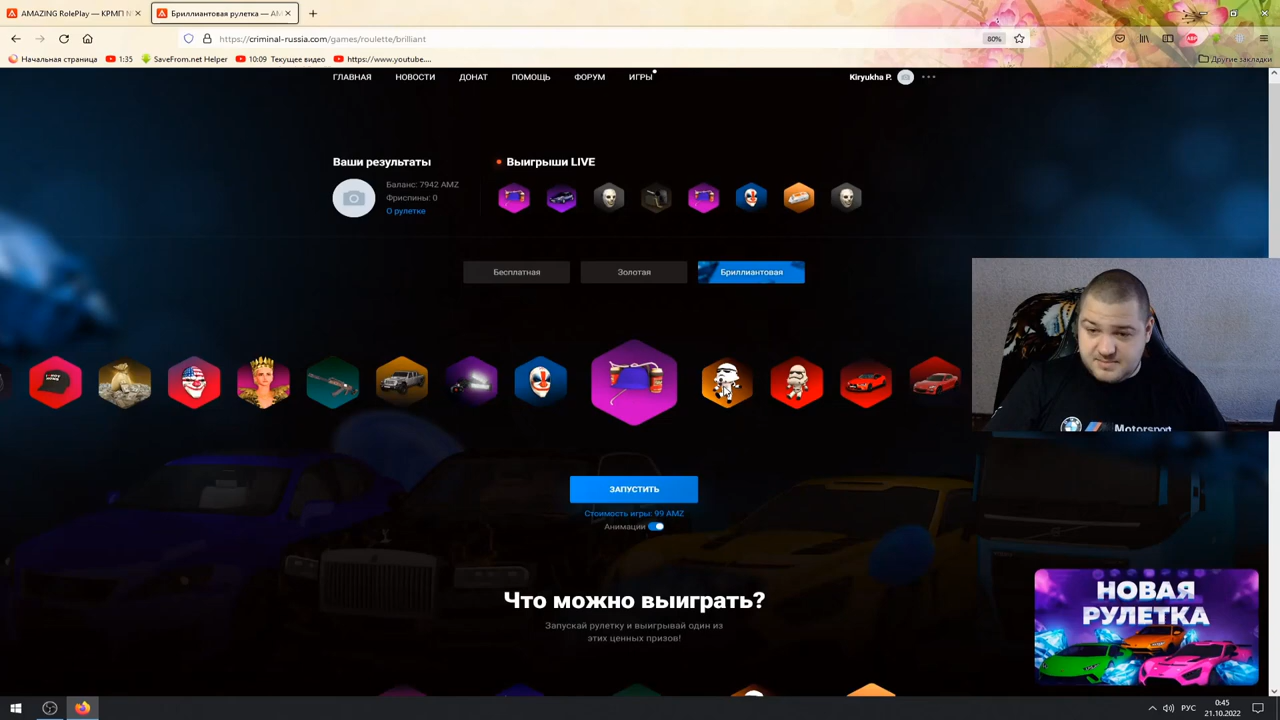 AMAZING RolePlay — КРМП
Бриллиантовая рулетка — AM
https://criminal-russia.com/games/roulette/brilliant
80%
ABP
Начальная страница
1:35
SaveFrom.net Helper
10:09 Текущее видео
https://www.youtube....
Другие закладки
ГЛАВНАЯ
НОВОСТИ
ДОНАТ
ПОМОЩЬ
ФОРУМ
ИГРЫ
Kiryukha P.
Ваши результаты
Баланс: 7942 AMZ
Фриспины: 0
О рулетке
Выигрыши LIVE
Бесплатная
Золотая
Бриллиантовая
ЗАПУСТИТЬ
Стоимость игры: 99 AMZ
Анимации
Что можно выиграть?
Запускай рулетку и выигрывай один из
этих ценных призов!
Motorsport
НОВАЯ
РУЛЕТКА
РУС
0:45
21.10.2022